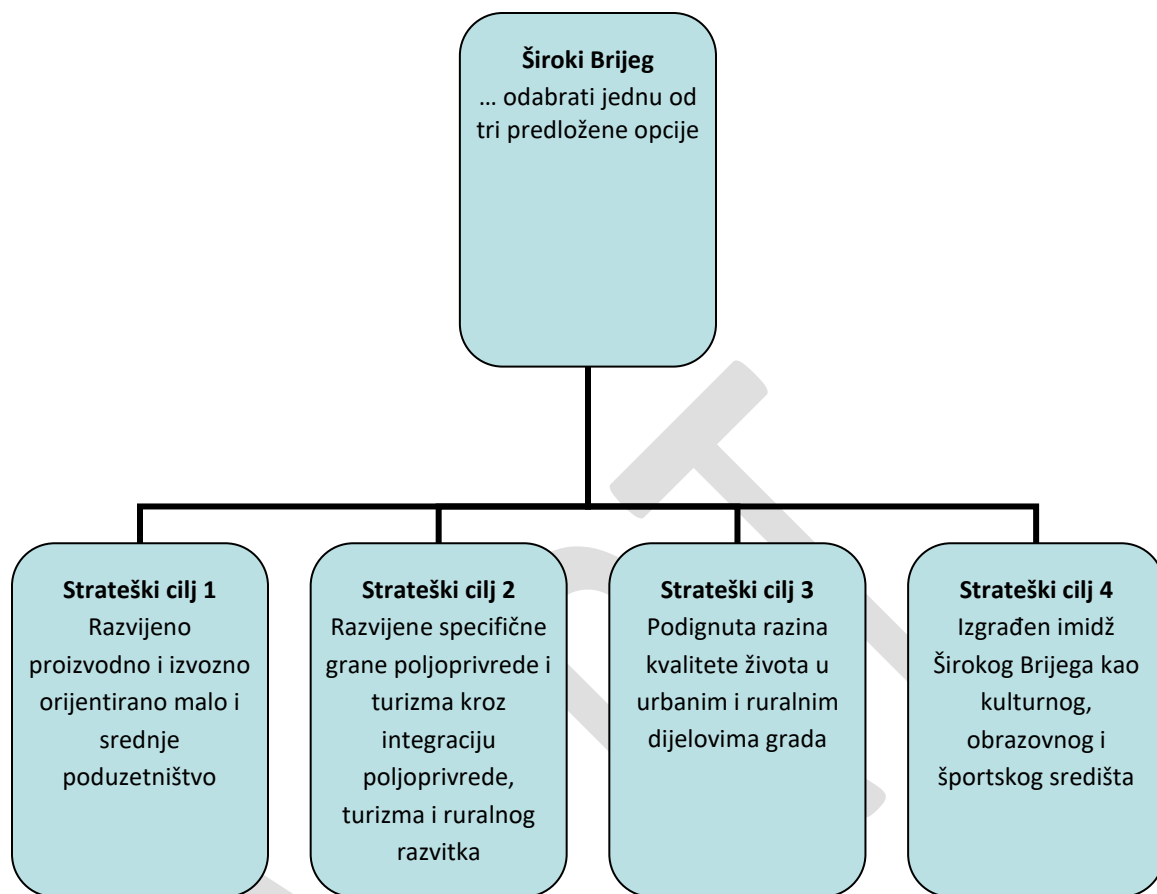 Široki Brijeg
… odabrati jednu od
tri predložene opcije
Strateški cilj 1
Razvijeno
proizvodno i izvozno
orijentirano malo i
srednje
poduzetništvo
Strateški cilj 2
Razvijene specifične
grane poljoprivrede i
turizma kroz
integraciju
poljoprivrede,
turizma i ruralnog
razvitka
Strateški cilj 3
Podignuta razina
kvalitete života u
urbanim i ruralnim
dijelovima grada
Strateški cilj 4
Izgrađen imidž
Širokog Brijega kao
kulturnog,
obrazovnog i
športskog središta